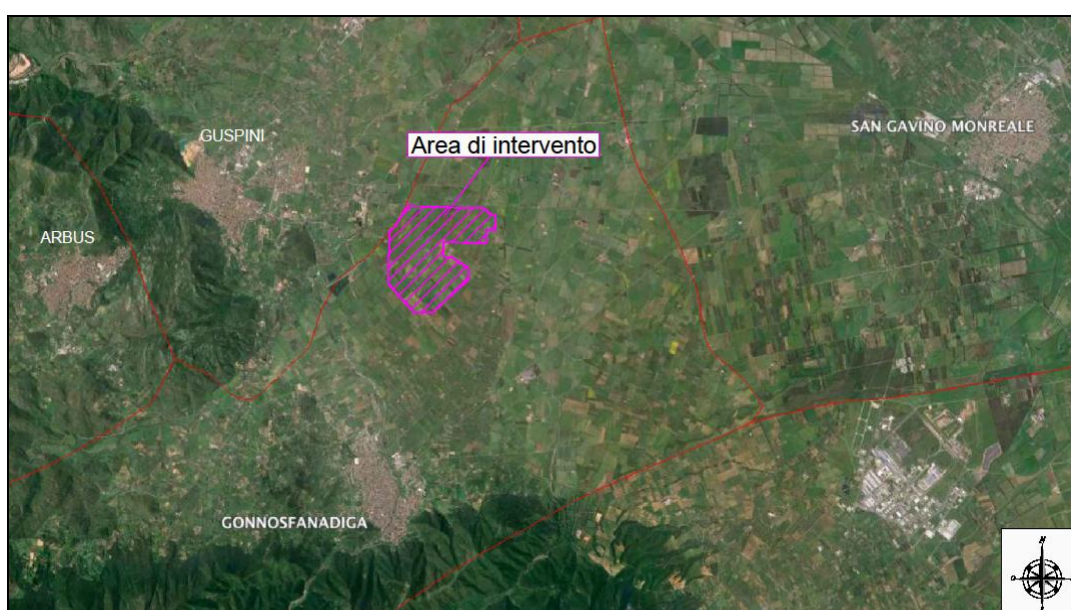 GUSPINI
SAN GAVINO MONREALE
Area di intervento
ARBUS
GONNOSFANADIGA
N
O